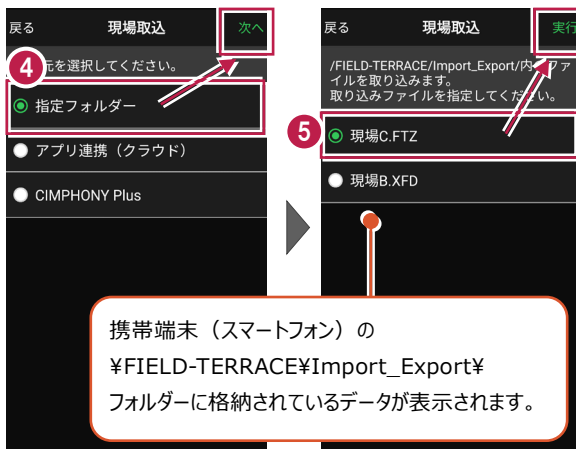 戻る 現場取込 次へ
元を選択してください。
4
指定フォルダー
アプリ連携（クラウド）
CIMPHONY Plus
戻る 現場取込 実行
/FIELD-TERRACE/Import_Export/内
イルを取り込みます。
取り込みファイルを指定してください。
5
現場C.FTZ
現場B.XFD
携帯端末（スマートフォン）の
¥FIELD-TERRACE¥Import_Export¥
フォルダーに格納されているデータが表示されます。